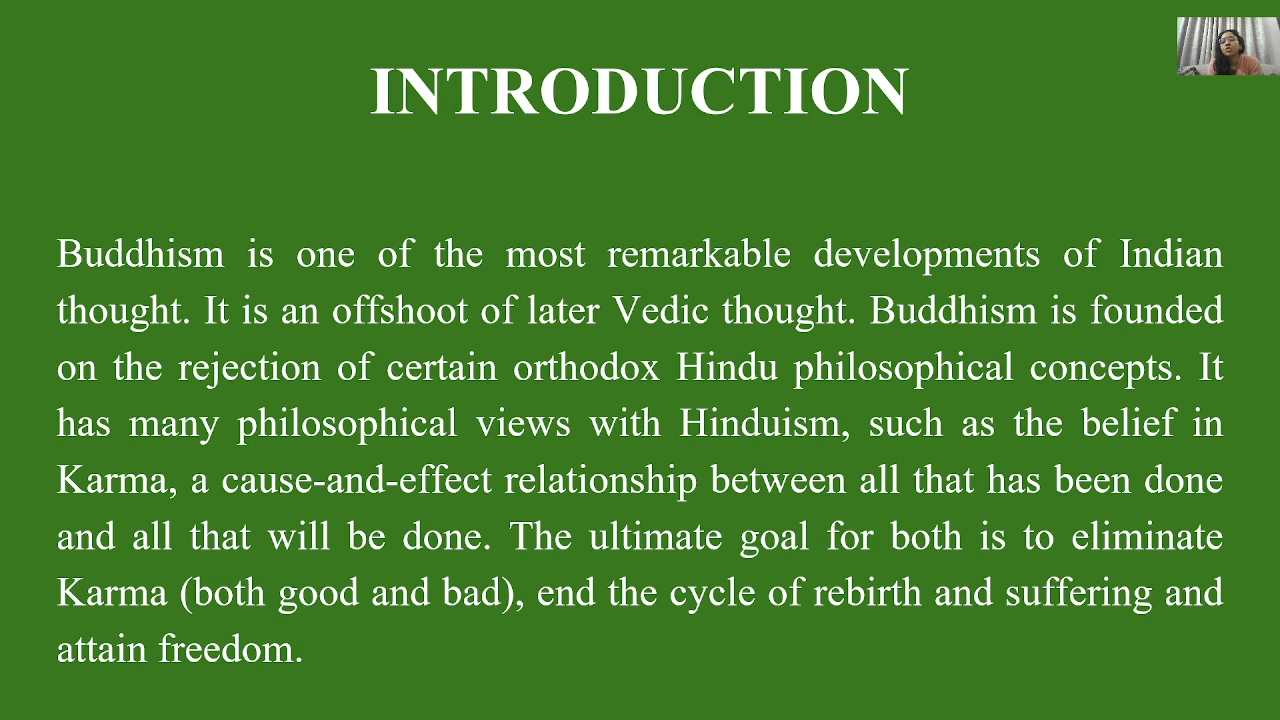 INTRODUCTION
Buddhism is one of the most remarkable developments of Indian
thought. It is an offshoot of later Vedic thought. Buddhism is founded
on the rejection of certain orthodox Hindu philosophical concepts. It
has many philosophical views with Hinduism, such as the belief in
Karma, a cause-and-effect relationship between all that has been done
and all that will be done. The ultimate goal for both is to eliminate
Karma (both good and bad), end the cycle of rebirth and suffering and
attain freedom.